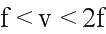 f < v < 2f